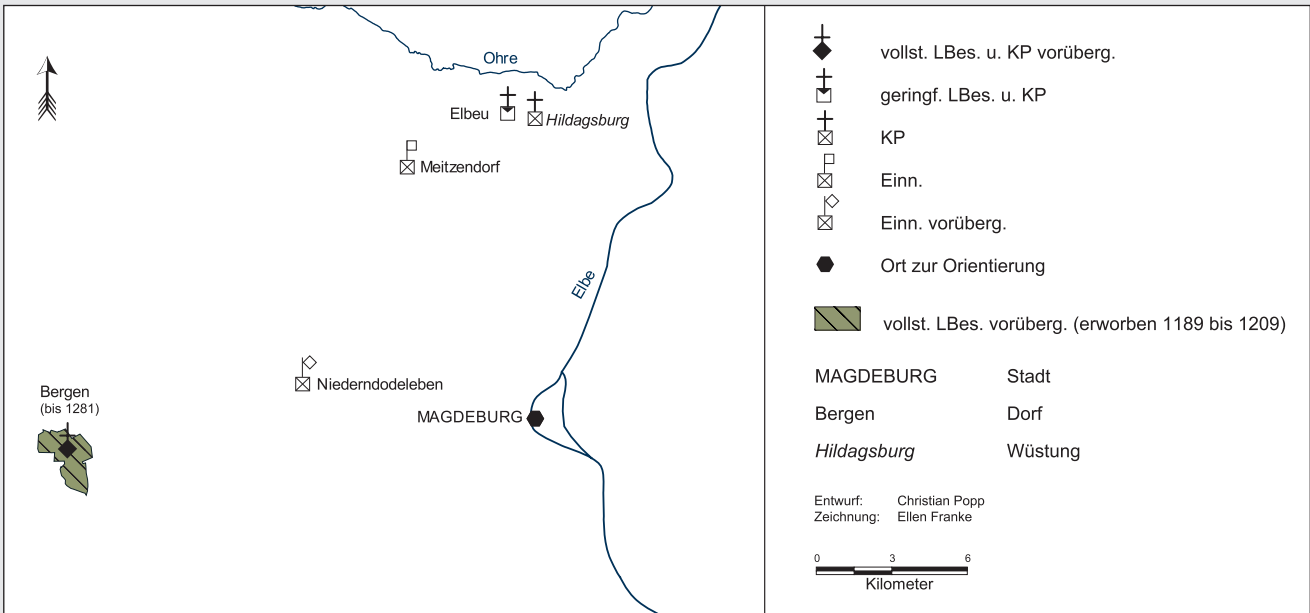 Ohre
Elbeu
Hildagsburg
Meitzendorf
Elbe
Niederndodeleben
MAGDEBURG
Bergen
(bis 1281)
vollst. LBes. u. KP vorüberg.
geringf. LBes. u. KP
KP
Einn.
Einn. vorüberg.
Ort zur Orientierung
vollst. LBes. vorüberg. (erworben 1189 bis 1209)
MAGDEBURG Stadt
Bergen Dorf
Hildagsburg Wüstung
Entwurf: Christian Popp
Zeichnung: Ellen Franke
0 3 6
Kilometer